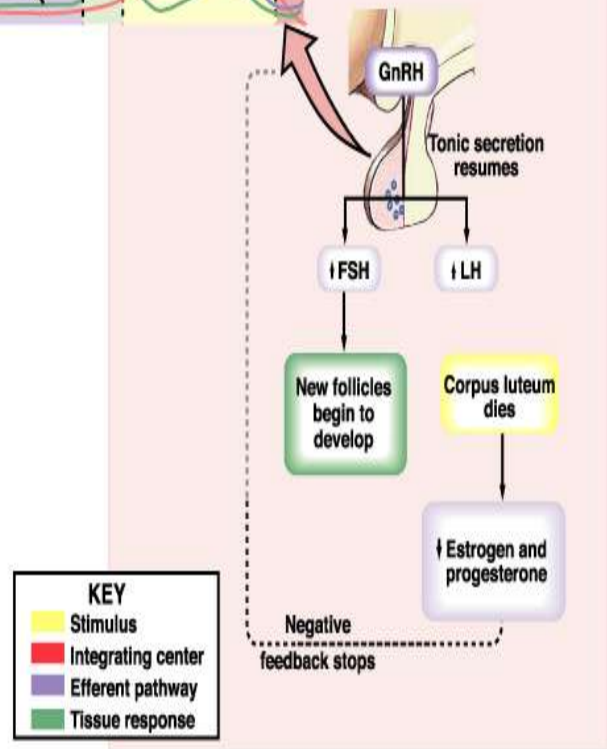 GnRH
Tonic secretion
resumes
FSH
LH
New follicles
begin to
develop
Corpus luteum
dies
Estrogen and
progesterone
Negative
feedback stops
KEY
Stimulus
Integrating center
Efferent pathway
Tissue response